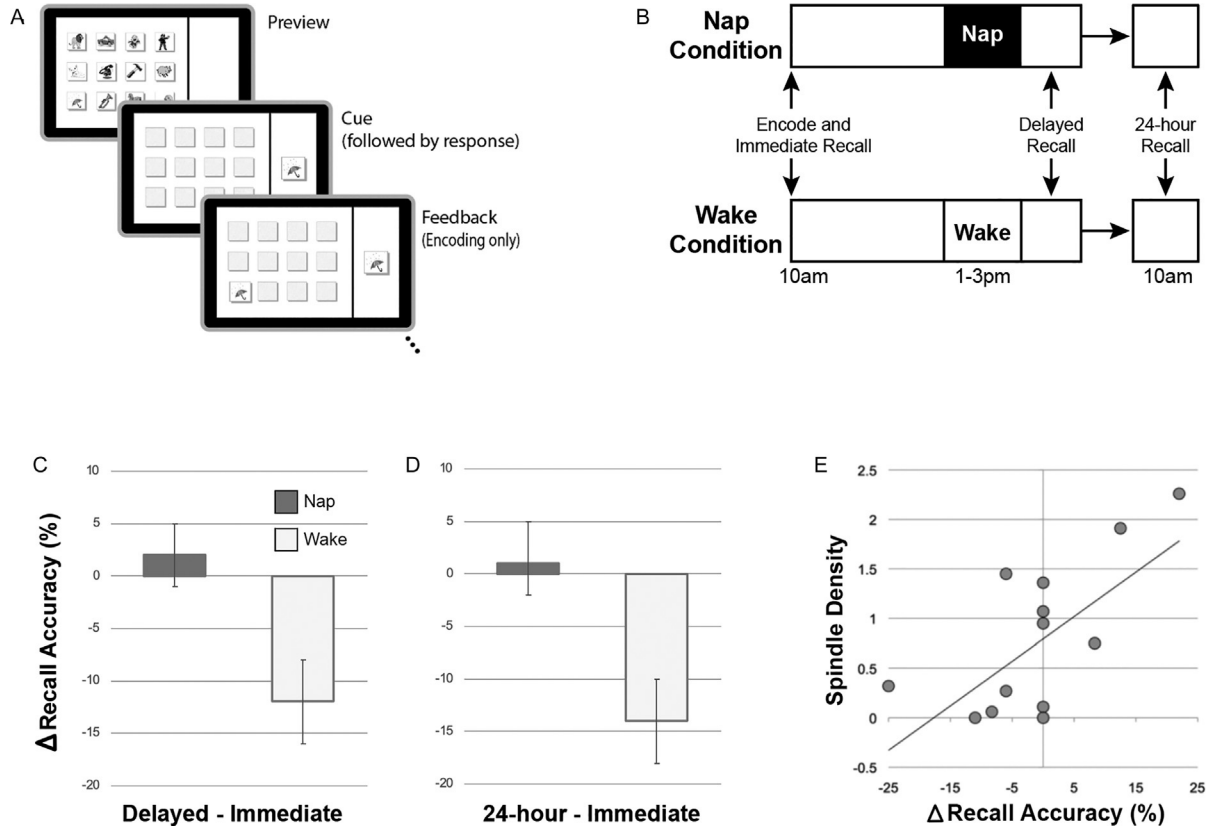 A
Preview
Cue
(followed by response)
Feedback
(Encoding only)
B
Nap
Condition
Nap
Encode and
Immediate Recall
Delayed
Recall
24-hour
Recall
Wake
Condition
Wake
10am
1-3pm
10am
C
Δ Recall Accuracy (%)
10
5
0
-5
-10
-15
-20
Nap
Wake
Delayed - Immediate
D
10
5
0
-5
-10
-15
-20
24-hour - Immediate
E
Spindle Density
2.5
2
1.5
1
0.5
0
-0.5
-25
-15
-5
5
15
25
Δ Recall Accuracy (%)